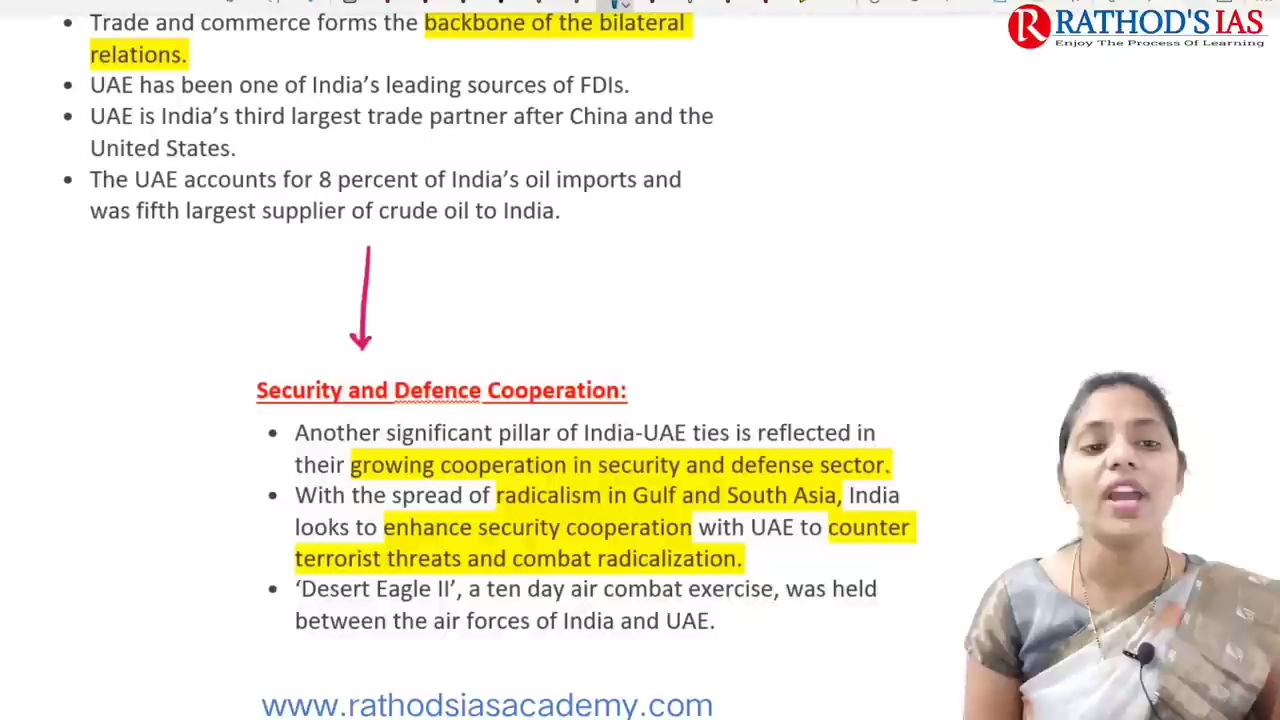 • Trade and commerce forms the backbone of the bilateral
relations.
• UAE has been one of India’s leading sources of FDIs.
• UAE is India’s third largest trade partner after China and the
United States.
• The UAE accounts for 8 percent of India’s oil imports and
was fifth largest supplier of crude oil to India.
R RATHOD'S IAS
Enjoy The Process Of Learning
Security and Defence Cooperation:
• Another significant pillar of India-UAE ties is reflected in
their growing cooperation in security and defense sector.
• With the spread of radicalism in Gulf and South Asia, India
looks to enhance security cooperation with UAE to counter
terrorist threats and combat radicalization.
• ‘Desert Eagle II’, a ten day air combat exercise, was held
between the air forces of India and UAE.
www.rathodsiasacademy.com